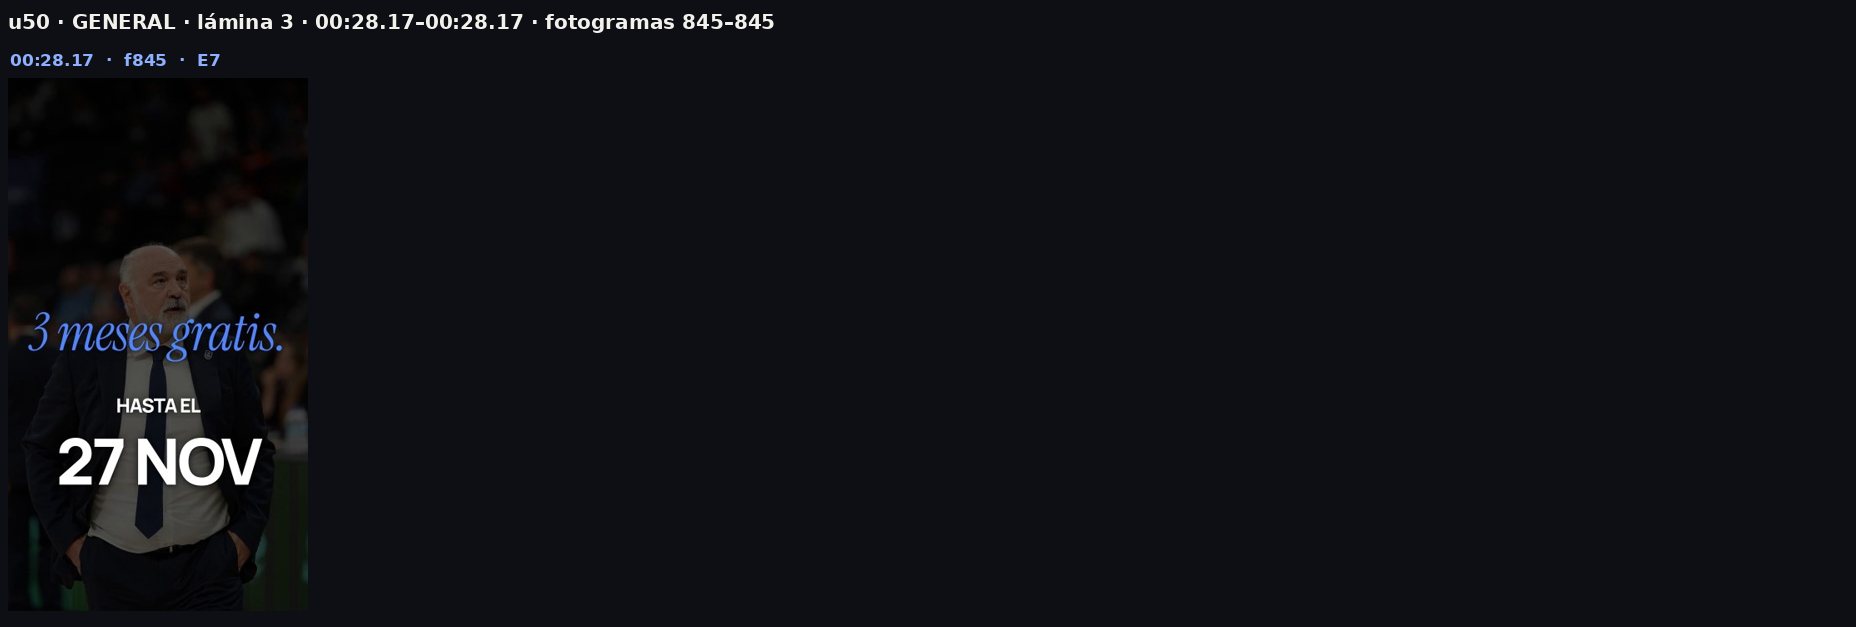 u50 · GENERAL · lámina 3 · 00:28.17–00:28.17 · fotogramas 845–845
00:28.17 · f845 · E7
3 meses gratis.
HASTA EL
27 NOV